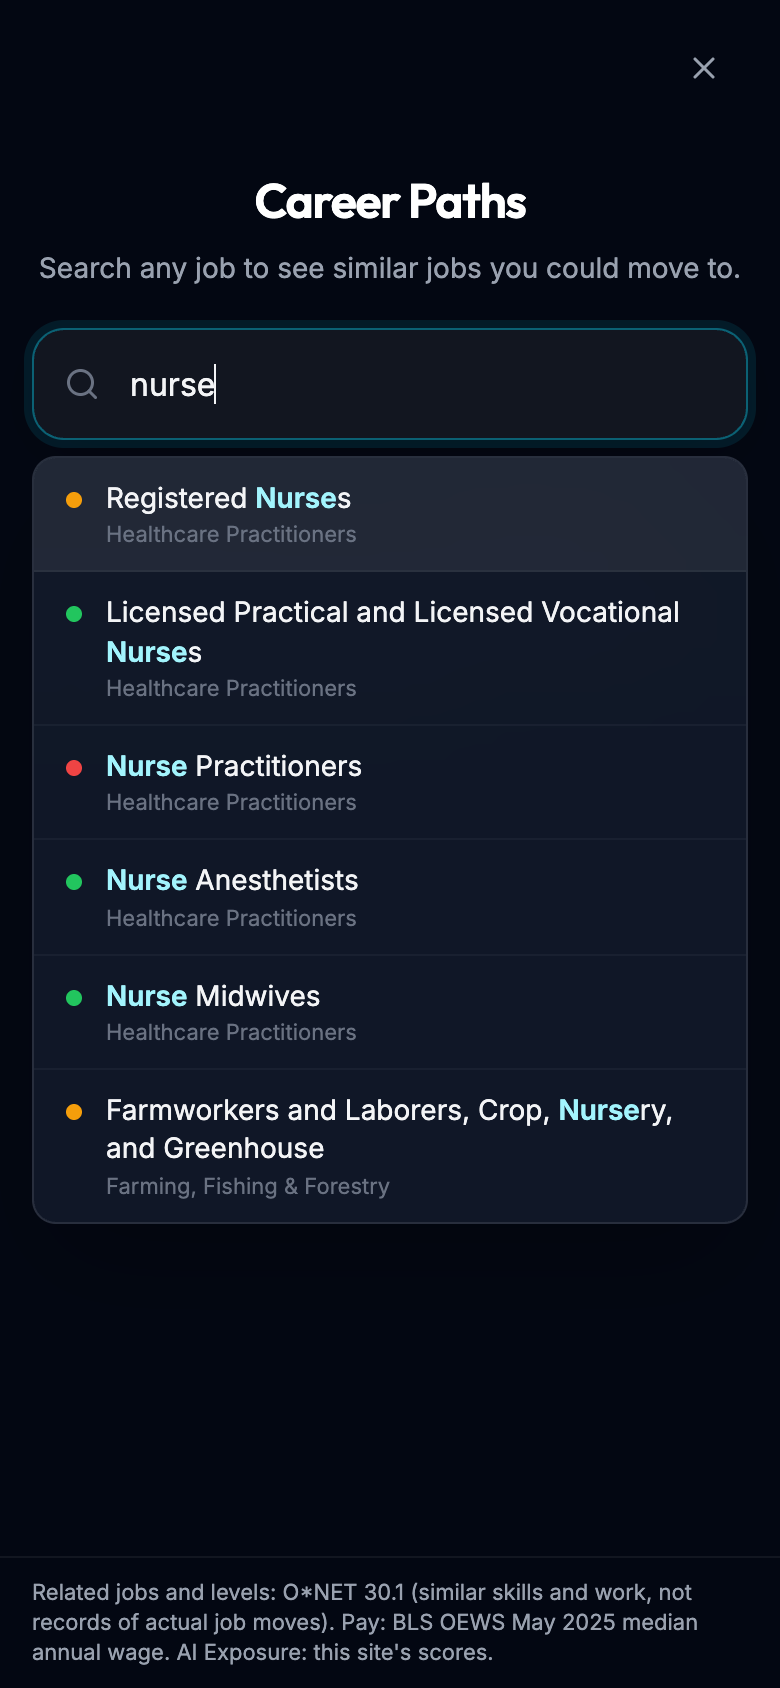 Career Paths
Search any job to see similar jobs you could move to.
nurse
Registered Nurses
Healthcare Practitioners
Licensed Practical and Licensed Vocational
Nurses
Healthcare Practitioners
Nurse Practitioners
Healthcare Practitioners
Nurse Anesthetists
Healthcare Practitioners
Nurse Midwives
Healthcare Practitioners
Farmworkers and Laborers, Crop, Nursery,
and Greenhouse
Farming, Fishing & Forestry
Related jobs and levels: O*NET 30.1 (similar skills and work, not
records of actual job moves). Pay: BLS OEWS May 2025 median
annual wage. AI Exposure: this site's scores.